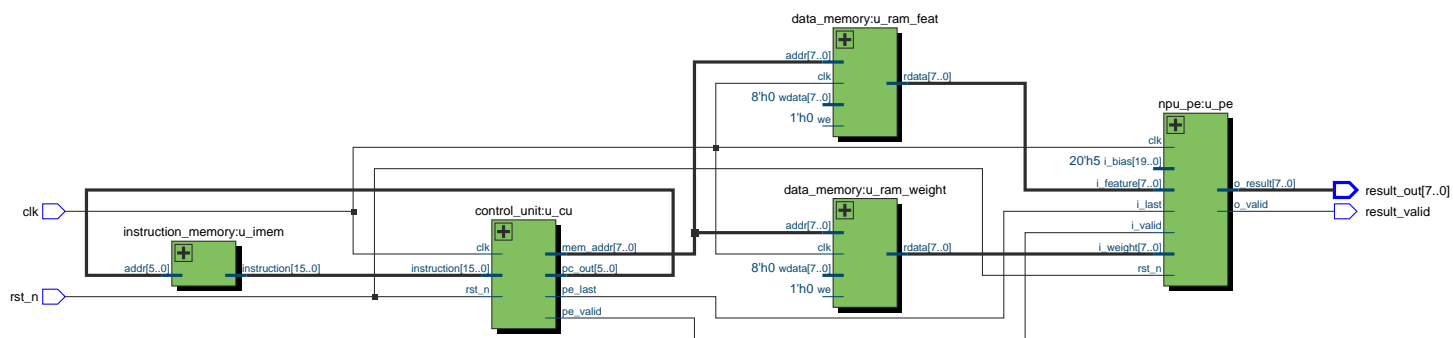 data_memory:u_ram_feat
addr[7..0]
clk
rdata[7..0]
8'h0 wdata[7..0]
1'h0 we
npu_pe:u_pe
clk
20'h5 i_bias[19..0]
i_feature[7..0]
o_result[7..0]
result_out[7..0]
i_last
o_valid
result_valid
i_valid
i_weight[7..0]
rst_n
data_memory:u_ram_weight
addr[7..0]
clk
rdata[7..0]
8'h0 wdata[7..0]
1'h0 we
clk
control_unit:u_cu
clk
mem_addr[7..0]
instruction[15..0]
pc_out[5..0]
rst_n
pe_last
pe_valid
instruction_memory:u_imem
addr[5..0]
instruction[15..0]
rst_n